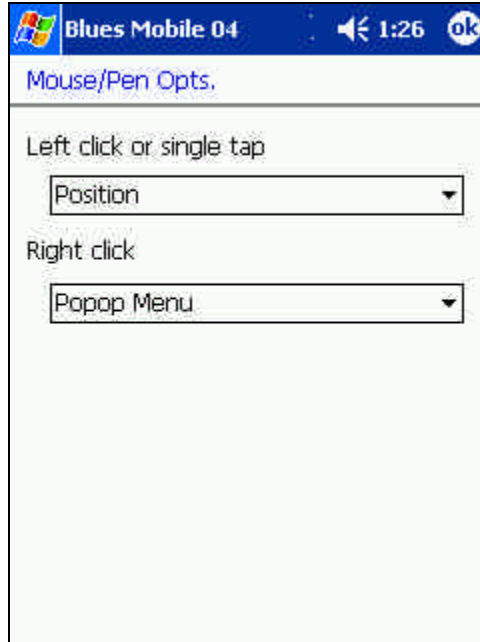 Blues Mobile 04 1:26 ok
Mouse/Pen Opts.
Left click or single tap
Position
Right click
Popop Menu